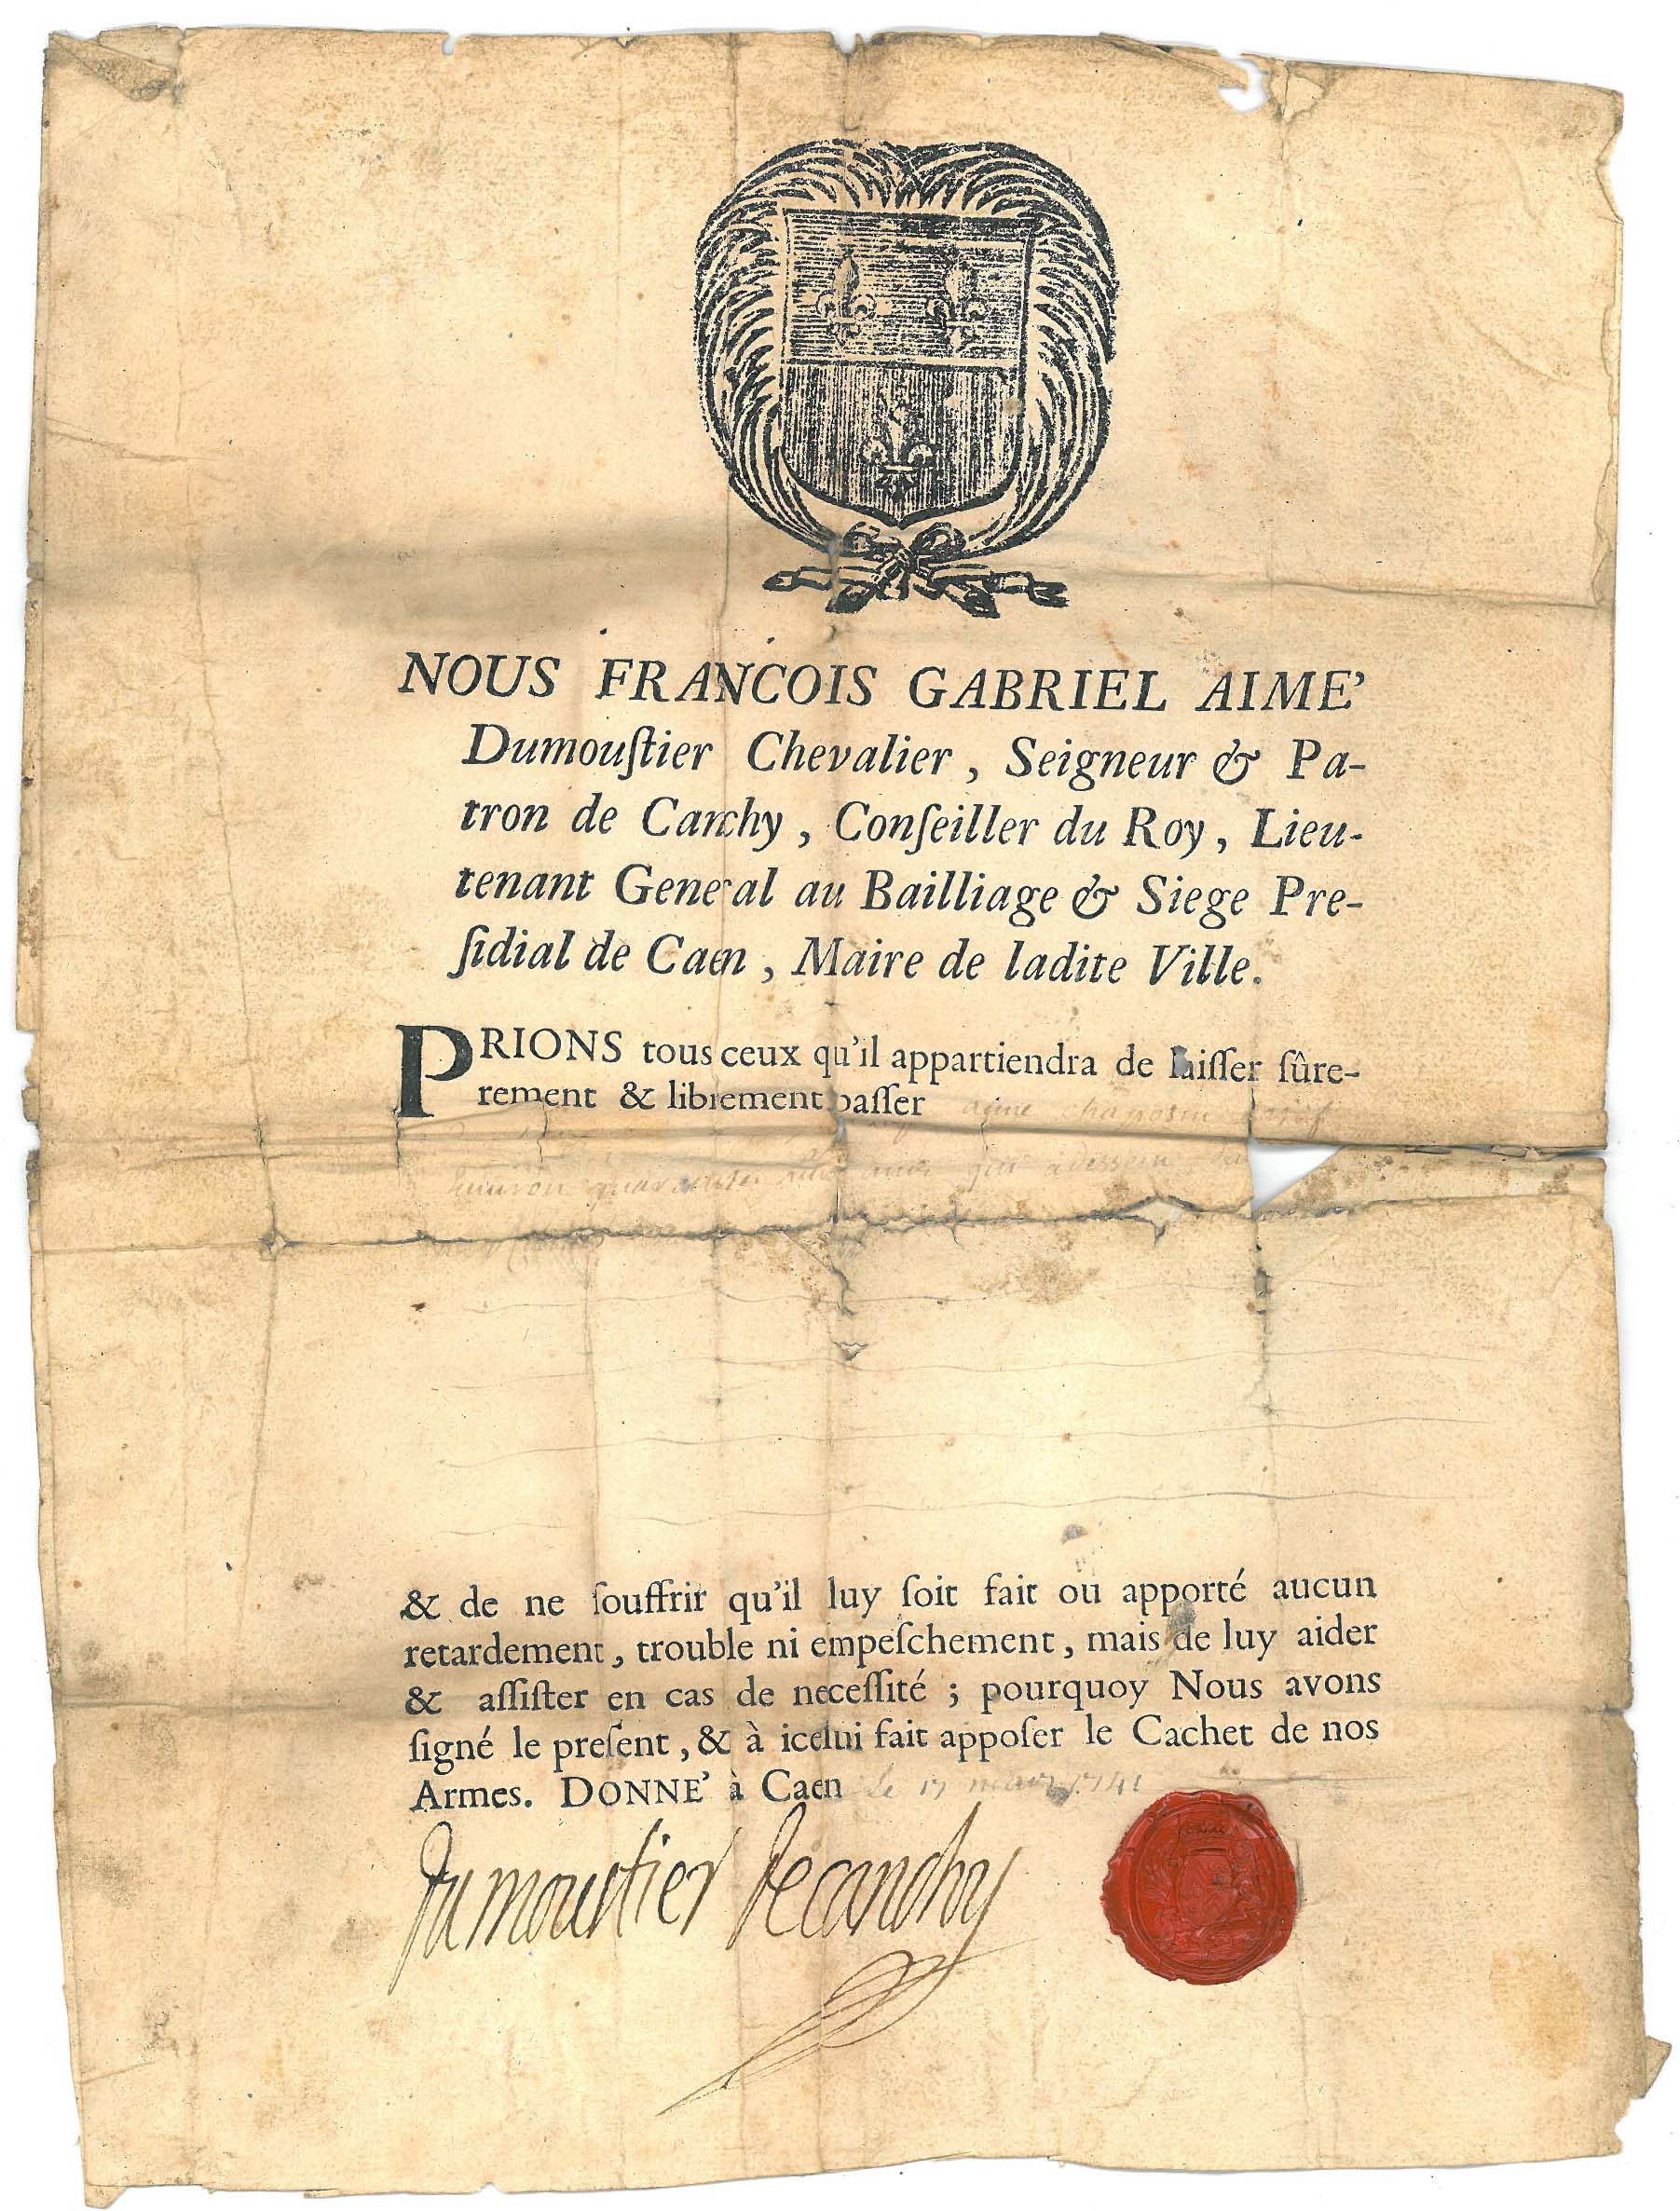 NOUS FRANCOIS GABRIEL AIME'
Dumouſtier Chevalier, Seigneur & Pa-
tron de Canchy, Conſeiller du Roy, Lieu-
tenant General au Bailliage & Siege Pre-
ſidial de Caen, Maire de ladite Ville.
PRIONS tous ceux qu'il appartiendra de laiſſer ſûre-
rement & librement paſſer
qui a dessein
& de ne ſouffrir qu'il luy ſoit fait ou apporté aucun
retardement, trouble ni empeſchement, mais de luy aider
& aſſiſter en cas de neceſſité; pourquoy Nous avons
ſigné le preſent, & à icelui fait appoſer le Cachet de nos
Armes. DONNE' à Caen Le 17 mars 1741
Dumoustier Decanchy